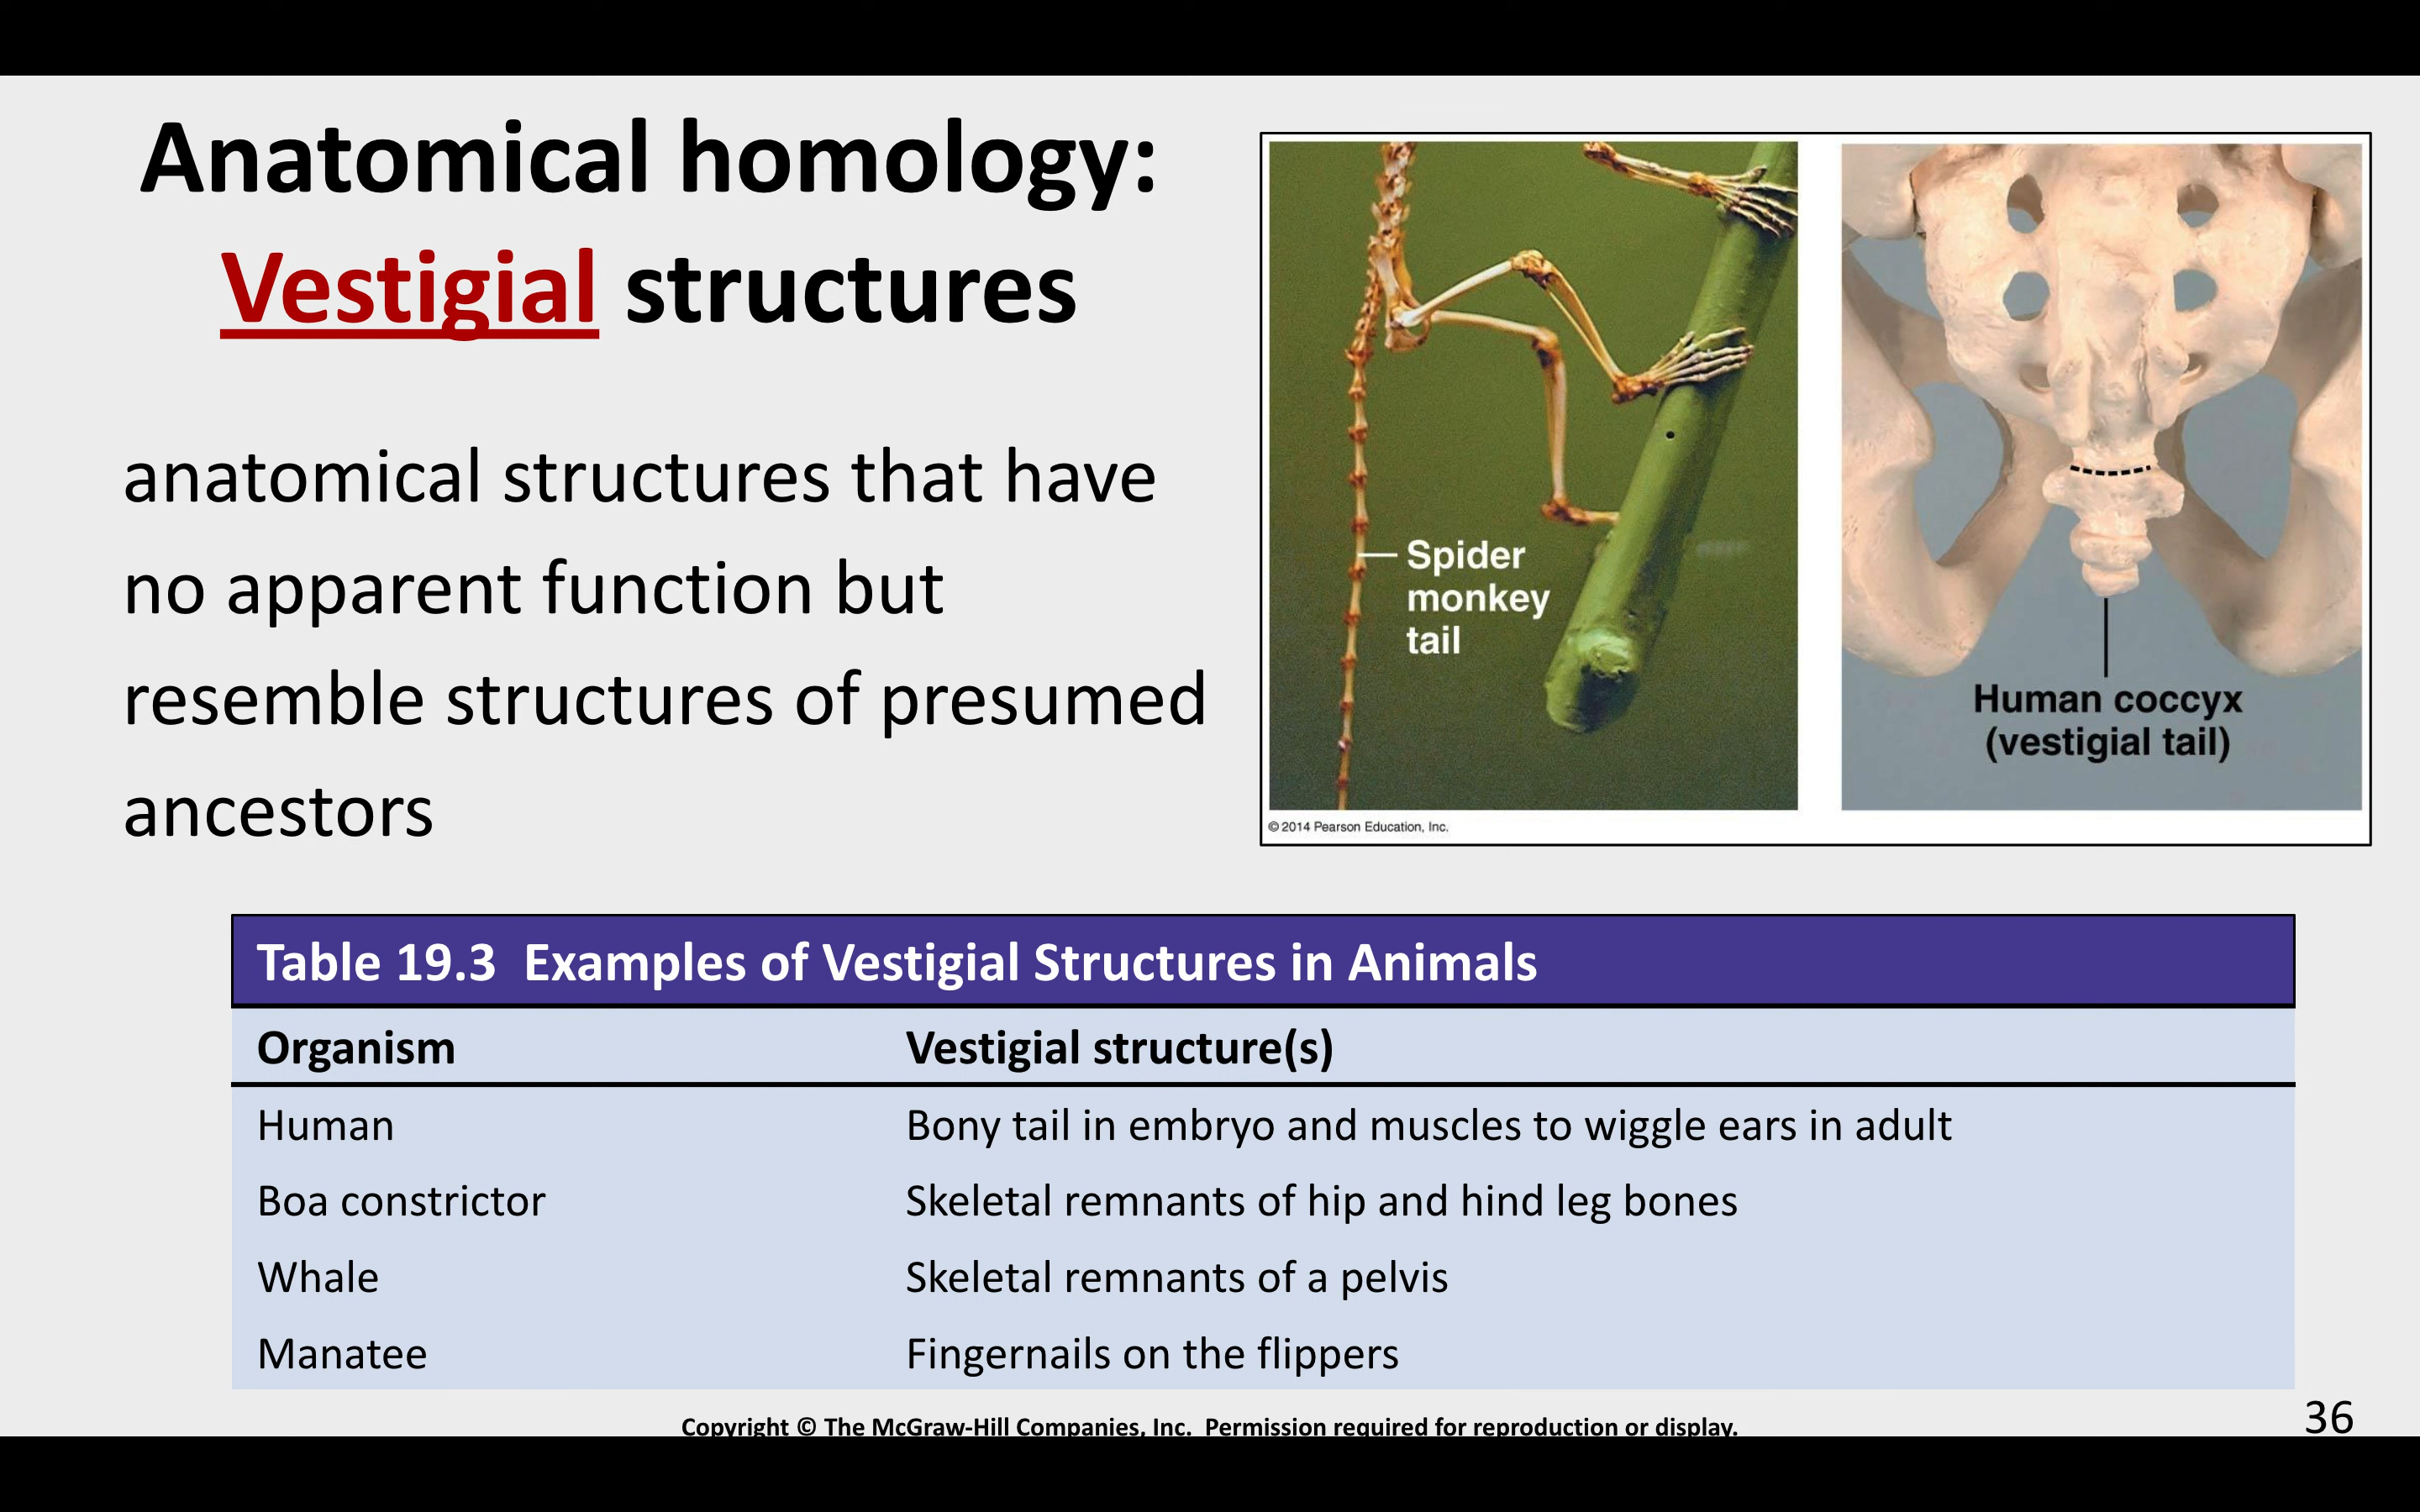 Anatomical homology:
Vestigial structures
anatomical structures that have
no apparent function but
resemble structures of presumed
ancestors
Spider
monkey
tail
Human coccyx
(vestigial tail)
© 2014 Pearson Education, Inc.
Table 19.3  Examples of Vestigial Structures in Animals
Organism Vestigial structure(s)
Human Bony tail in embryo and muscles to wiggle ears in adult
Boa constrictor Skeletal remnants of hip and hind leg bones
Whale Skeletal remnants of a pelvis
Manatee Fingernails on the flippers
Copyright © The McGraw-Hill Companies, Inc.  Permission required for reproduction or display.
36